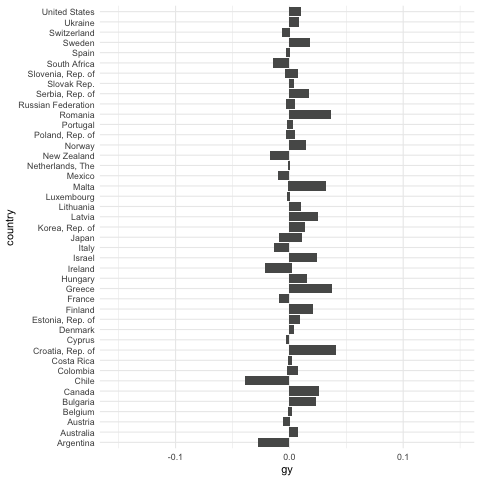 United States
Ukraine
Switzerland
Sweden
Spain
South Africa
Slovenia, Rep. of
Slovak Rep.
Serbia, Rep. of
Russian Federation
Romania
Portugal
Poland, Rep. of
Norway
New Zealand
Netherlands, The
Mexico
Malta
Luxembourg
Lithuania
Latvia
Korea, Rep. of
Japan
Italy
Israel
Ireland
Hungary
Greece
France
Finland
Estonia, Rep. of
Denmark
Cyprus
Croatia, Rep. of
Costa Rica
Colombia
Chile
Canada
Bulgaria
Belgium
Austria
Australia
Argentina
country
-0.1 0.0 0.1
gy